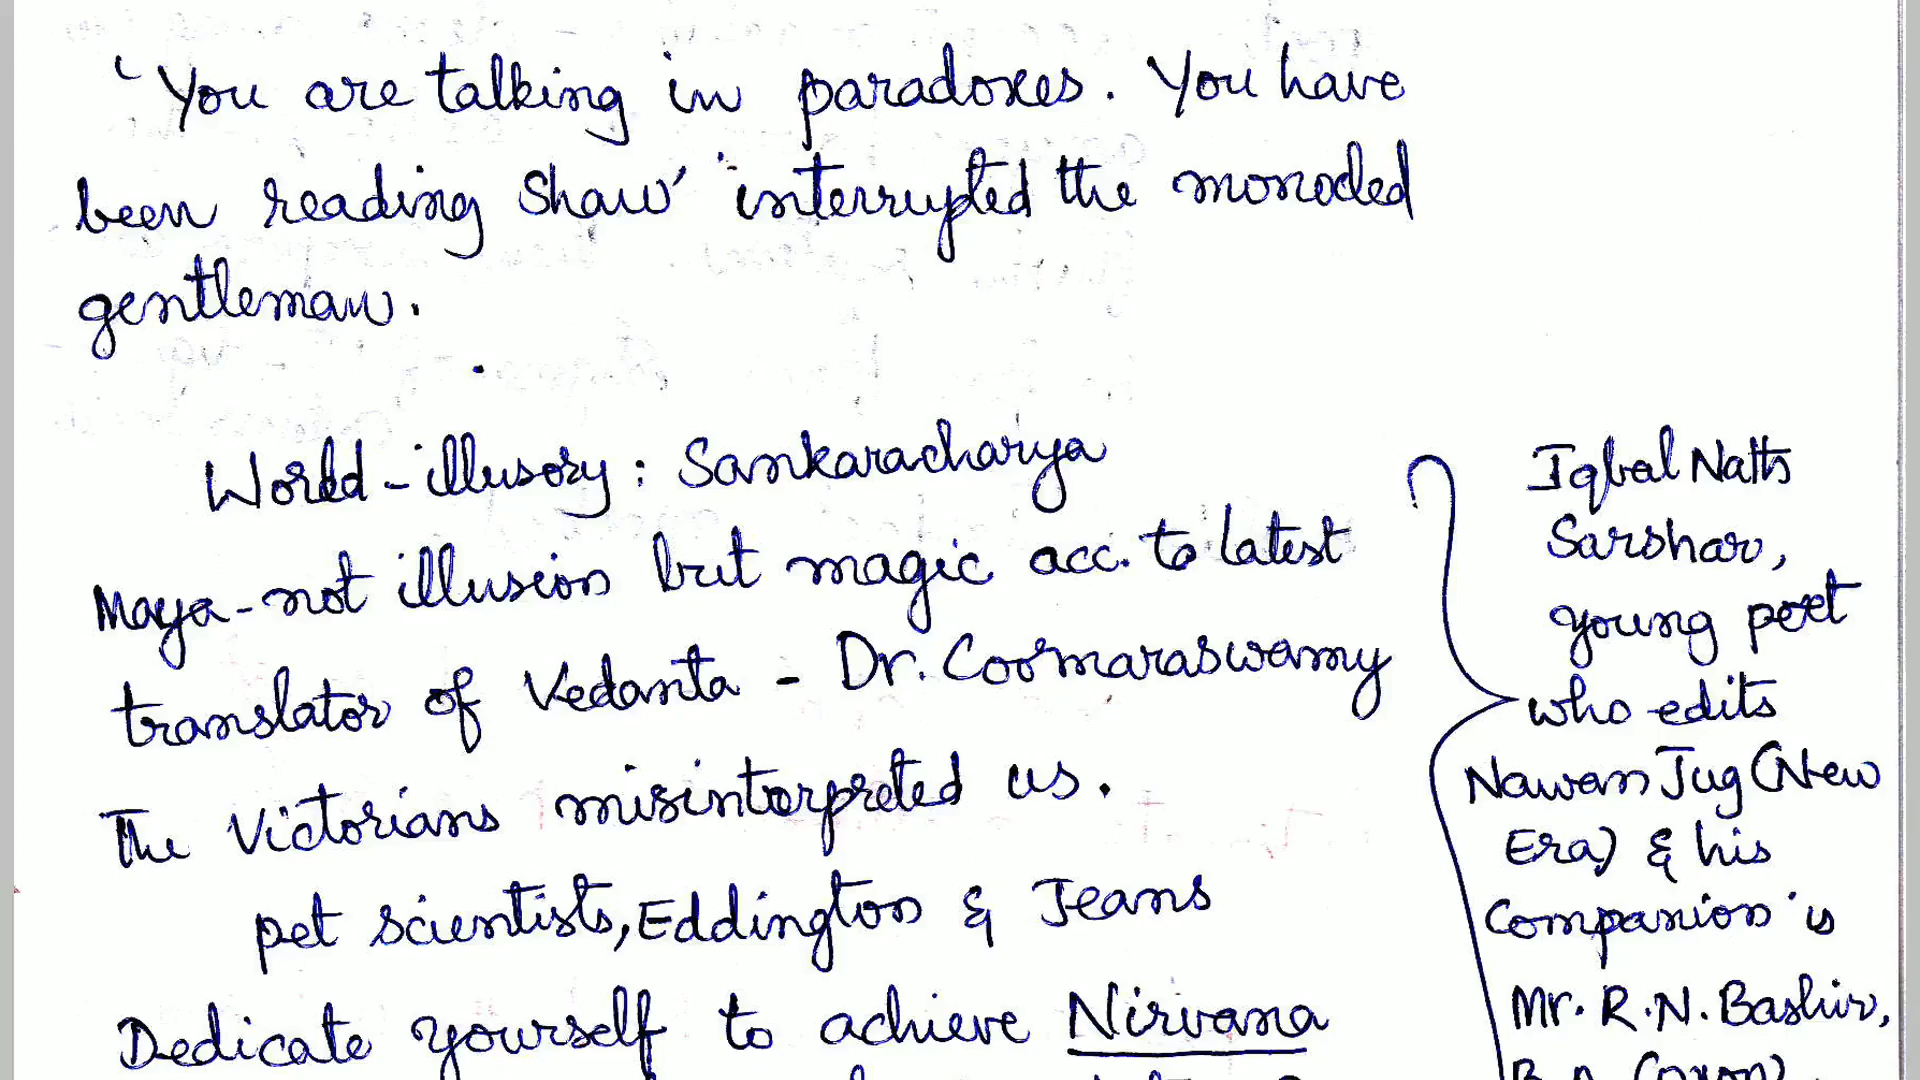 'You are talking in paradoxes. You have
been reading Shaw' interrupted the monocled
gentleman.
World-illusory: Sankaracharya
Maya-not illusion but magic acc. to latest
translator of Vedanta - Dr. Coomaraswamy
The Victorians misinterpreted us.
pet scientists, Eddington & Jeans
Dedicate yourself to achieve Nirvana
Iqbal Nath
Sarshar,
young poet
who edits
Nawan Jug (New
Era) & his
Companion is
Mr. R.N. Bashir,
B.A. (Oxon)